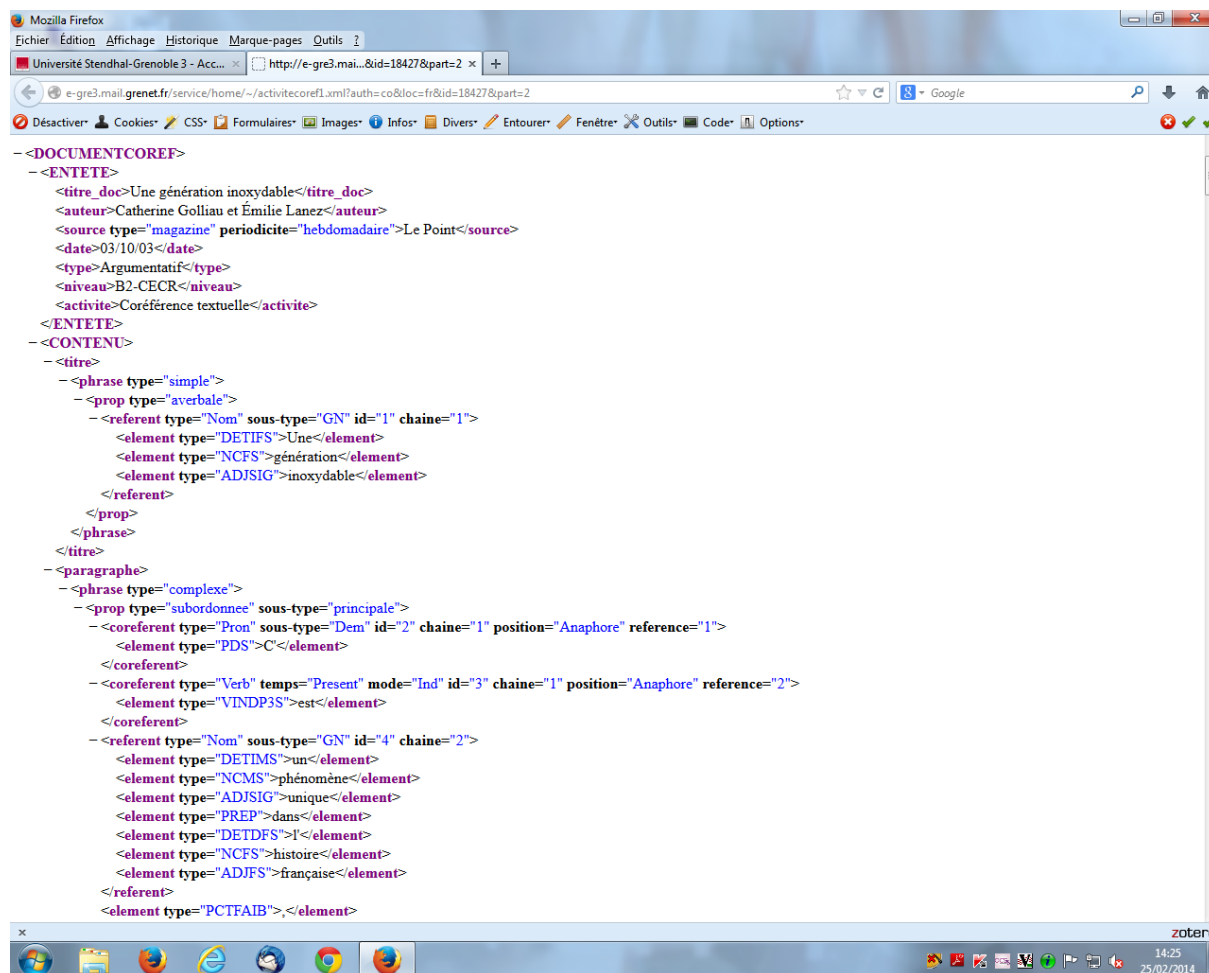 Mozilla Firefox
Fichier Édition Affichage Historique Marque-pages Outils ?
Université Stendhal-Grenoble 3 - Acc... × http://e-gre3.mai...&id=18427&part=2 × +
e-gre3.mail.grenet.fr/service/home/~/activitecoref1.xml?auth=co&loc=fr&id=18427&part=2 Google
Désactiver Cookies CSS Formulaires Images Infos Divers Entourer Fenêtre Outils Code Options
−<DOCUMENTCOREF>
−<ENTETE>
<titre_doc>Une génération inoxydable</titre_doc>
<auteur>Catherine Golliau et Émilie Lanez</auteur>
<source type="magazine" periodicite="hebdomadaire">Le Point</source>
<date>03/10/03</date>
<type>Argumentatif</type>
<niveau>B2-CECR</niveau>
<activite>Coréférence textuelle</activite>
</ENTETE>
−<CONTENU>
−<titre>
−<phrase type="simple">
−<prop type="averbale">
−<referent type="Nom" sous-type="GN" id="1" chaine="1">
<element type="DETIFS">Une</element>
<element type="NCFS">génération</element>
<element type="ADJSIG">inoxydable</element>
</referent>
</prop>
</phrase>
</titre>
−<paragraphe>
−<phrase type="complexe">
−<prop type="subordonnee" sous-type="principale">
−<coreferent type="Pron" sous-type="Dem" id="2" chaine="1" position="Anaphore" reference="1">
<element type="PDS">C'</element>
</coreferent>
−<coreferent type="Verb" temps="Present" mode="Ind" id="3" chaine="1" position="Anaphore" reference="2">
<element type="VINDP3S">est</element>
</coreferent>
−<referent type="Nom" sous-type="GN" id="4" chaine="2">
<element type="DETIMS">un</element>
<element type="NCMS">phénomène</element>
<element type="ADJSIG">unique</element>
<element type="PREP">dans</element>
<element type="DETDFS">l'</element>
<element type="NCFS">histoire</element>
<element type="ADJFS">française</element>
</referent>
<element type="PCTFAIB">,</element>
× zoter
14:25
25/02/2014